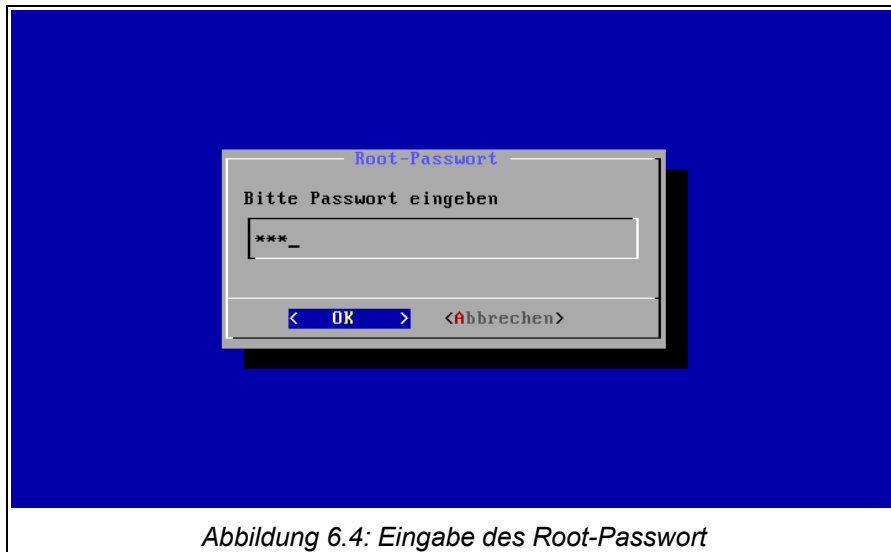 Root-Passwort
Bitte Passwort eingeben
***_
< OK > <Abbrechen>
Abbildung 6.4: Eingabe des Root-Passwort